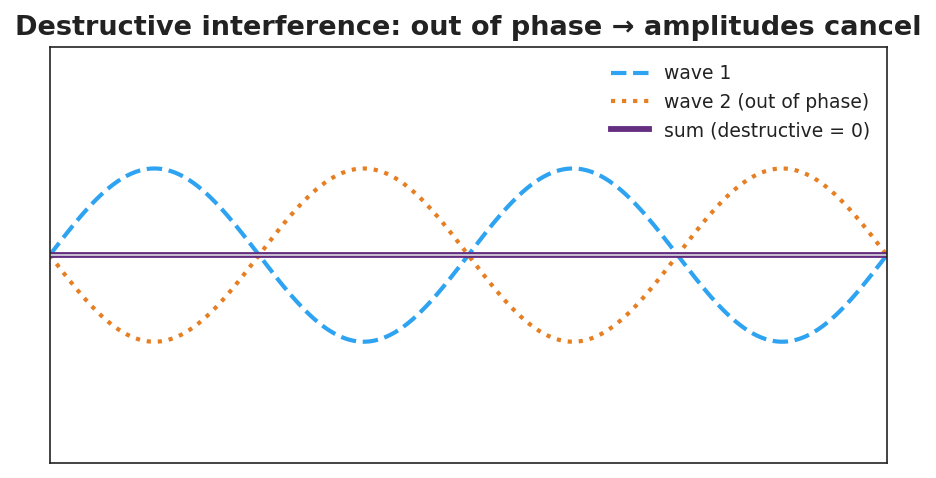 Destructive interference: out of phase → amplitudes cancel
wave 1
wave 2 (out of phase)
sum (destructive = 0)